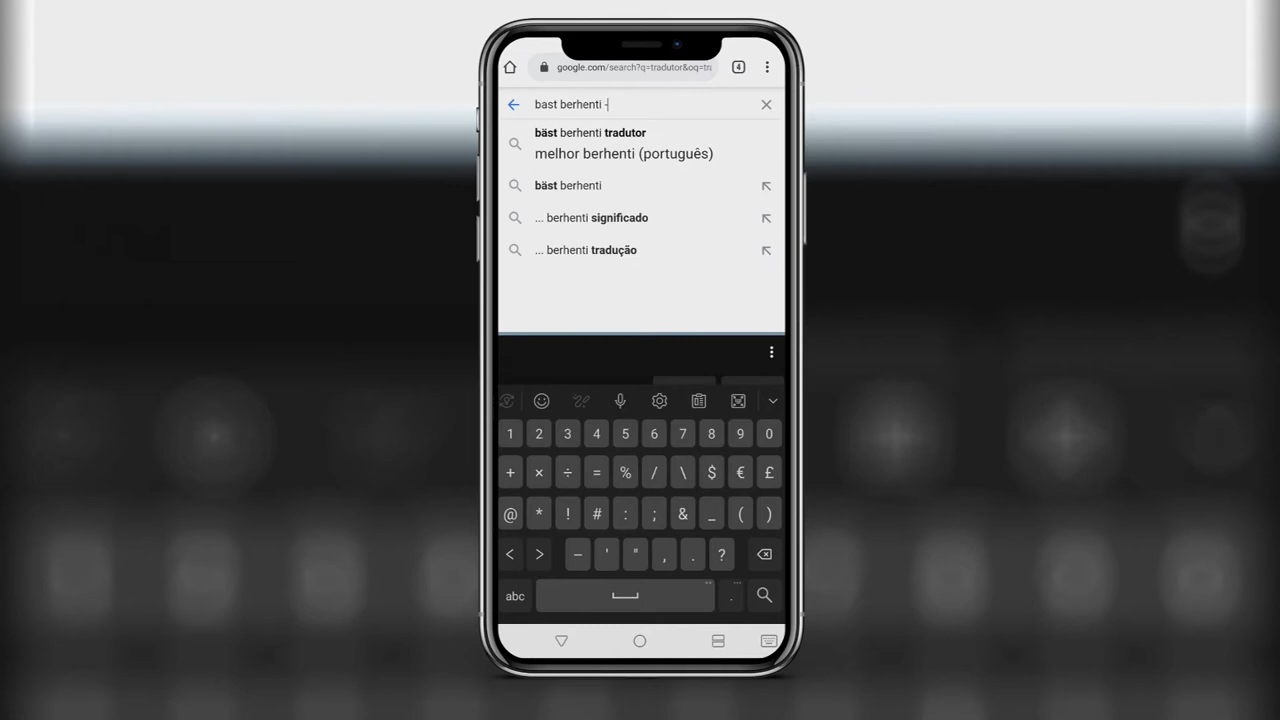 google.com/search?q=tradutor&oq=tra
4
bast berhenti -
bäst berhenti tradutor
melhor berhenti (português)
bäst berhenti
... berhenti significado
... berhenti tradução
1 2 3 4 5 6 7 8 9 0
+ × ÷ = % / \ $ € £
@ * ! # : ; & _ ( )
< > – ' " , . ?
abc .